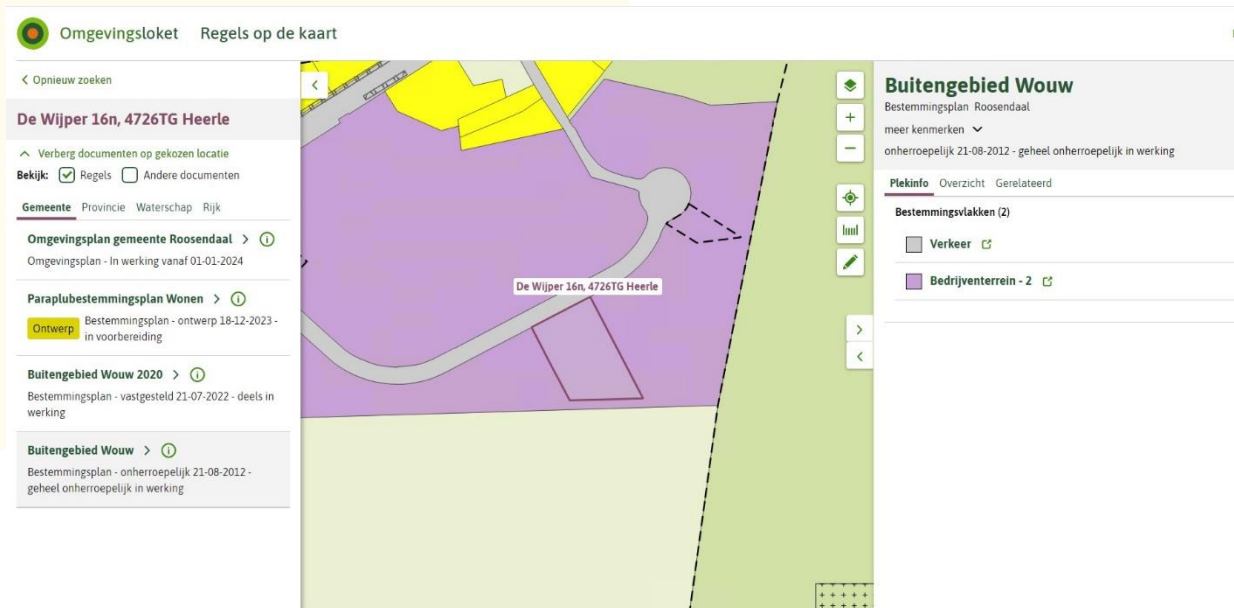 Omgevingsloket Regels op de kaart
Opnieuw zoeken
De Wijper 16n, 4726TG Heerle
Verberg documenten op gekozen locatie
Bekijk: Regels Andere documenten
Gemeente Provincie Waterschap Rijk
Omgevingsplan gemeente Roosendaal
Omgevingsplan - In werking vanaf 01-01-2024
Paraplubestemmingsplan Wonen
Ontwerp
Bestemmingsplan - ontwerp 18-12-2023 -
in voorbereiding
Buitengebied Wouw 2020
Bestemmingsplan - vastgesteld 21-07-2022 - deels in
werking
Buitengebied Wouw
Bestemmingsplan - onherroepelijk 21-08-2012 -
geheel onherroepelijk in werking
De Wijper 16n, 4726TG Heerle
Buitengebied Wouw
Bestemmingsplan Roosendaal
meer kenmerken
onherroepelijk 21-08-2012 - geheel onherroepelijk in werking
Plekinfo Overzicht Gerelateerd
Bestemmingsvlakken (2)
Verkeer
Bedrijventerrein - 2